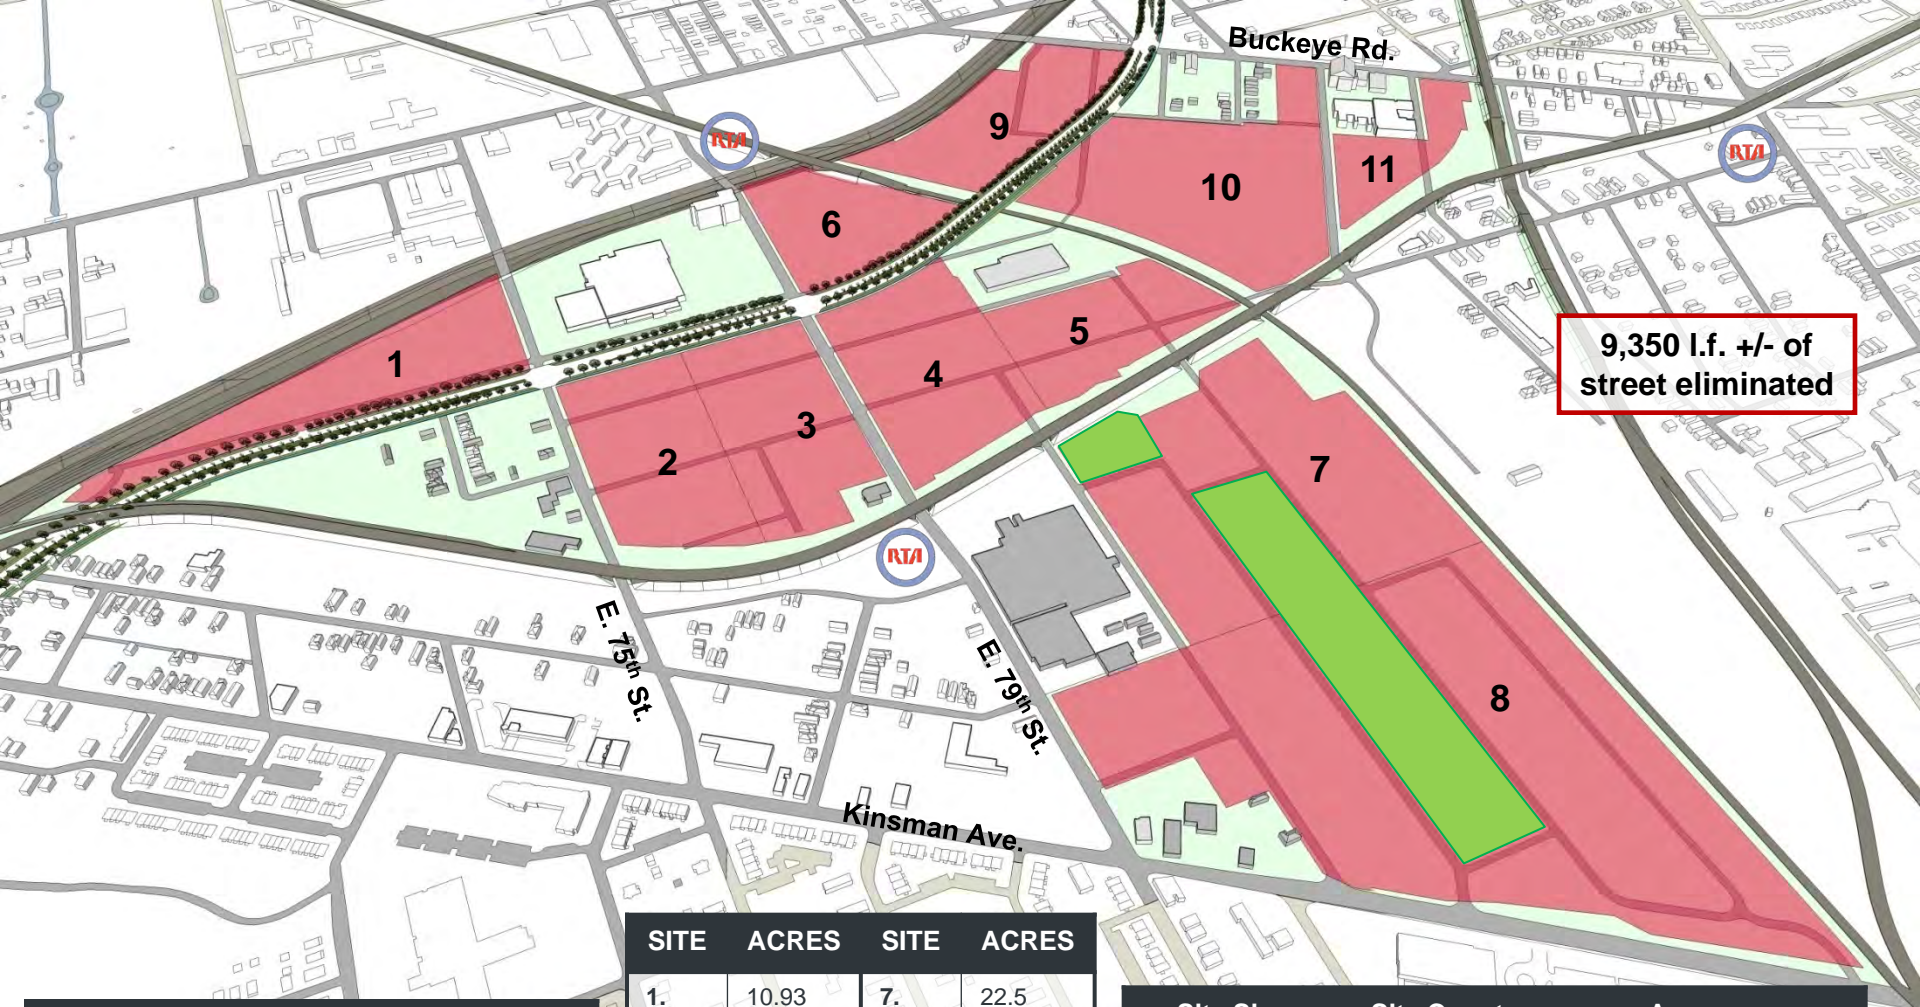 Buckeye Rd.
RTA
9
RTA
11
10
6
9,350 l.f. +/- of
street eliminated
5
1
4
3
2
7
RTA
E. 75th St.
E. 79th St.
8
Kinsman Ave.
SITE ACRES SITE ACRES
1. 10.93 7. 22.5